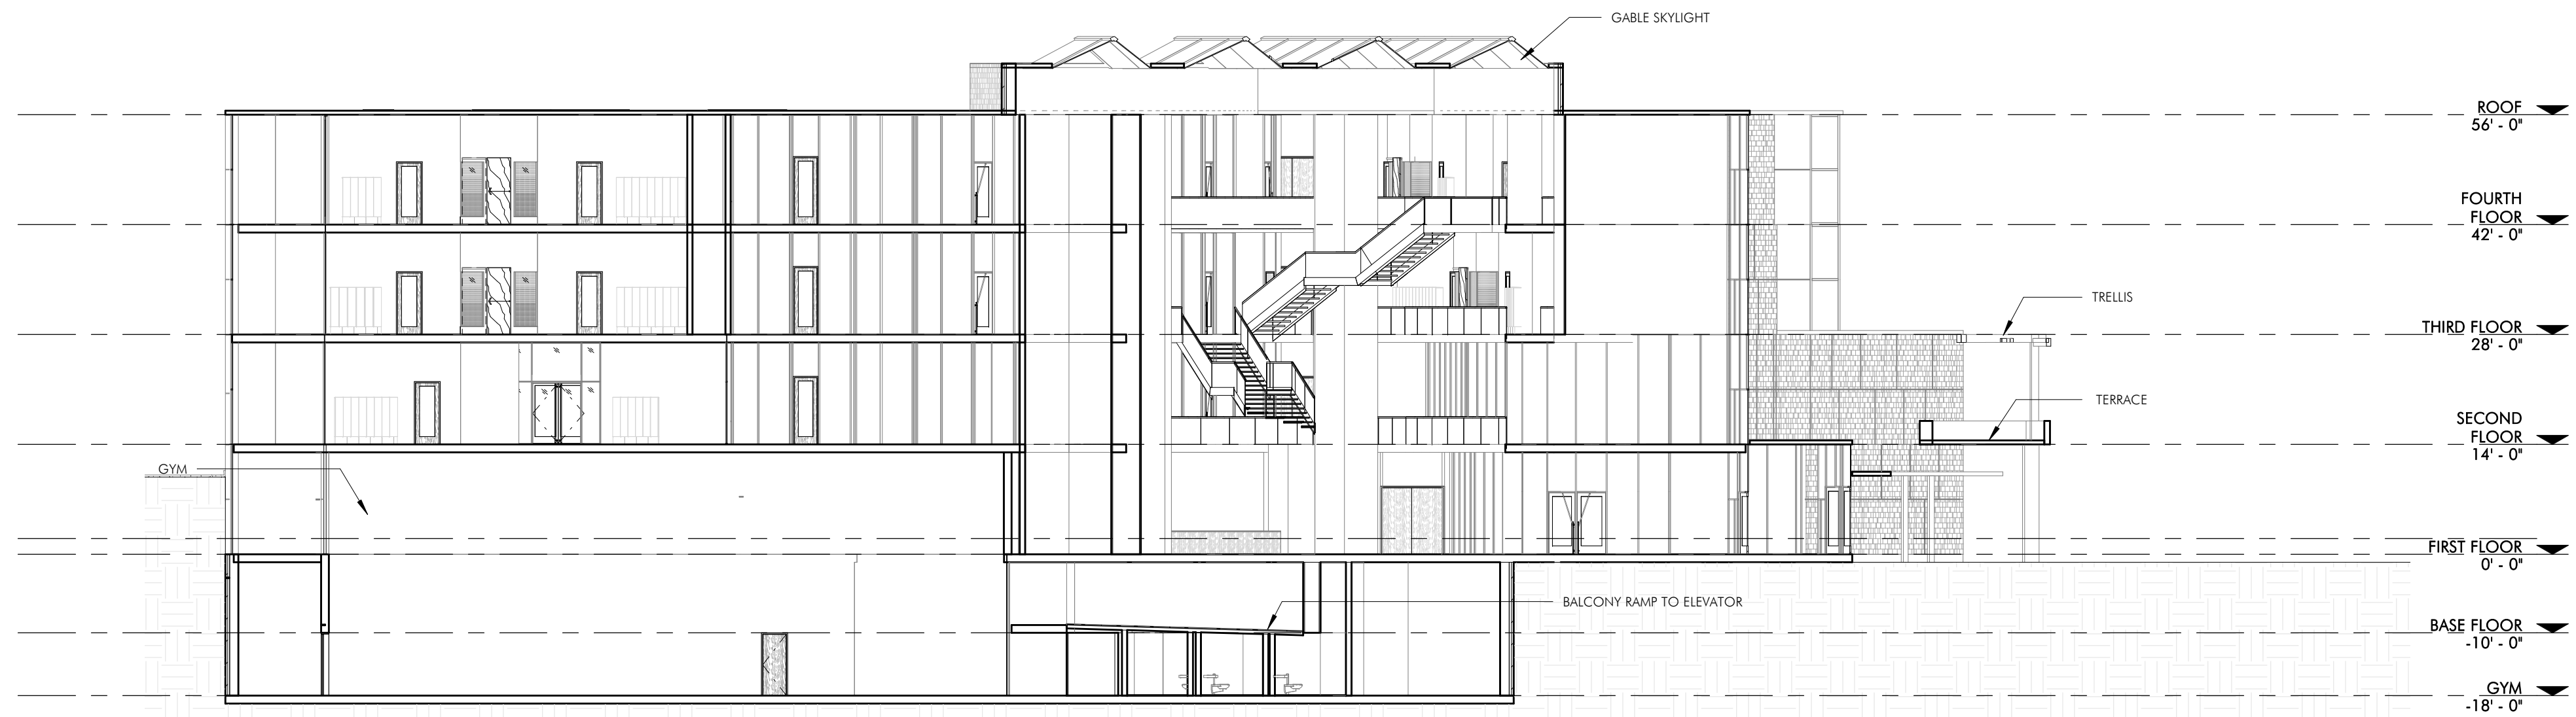 GABLE SKYLIGHT
ROOF
56' - 0"
FOURTH
FLOOR
42' - 0"
TRELLIS
THIRD FLOOR
28' - 0"
TERRACE
SECOND
FLOOR
14' - 0"
GYM
FIRST FLOOR
0' - 0"
BALCONY RAMP TO ELEVATOR
BASE FLOOR
-10' - 0"
GYM
-18' - 0"